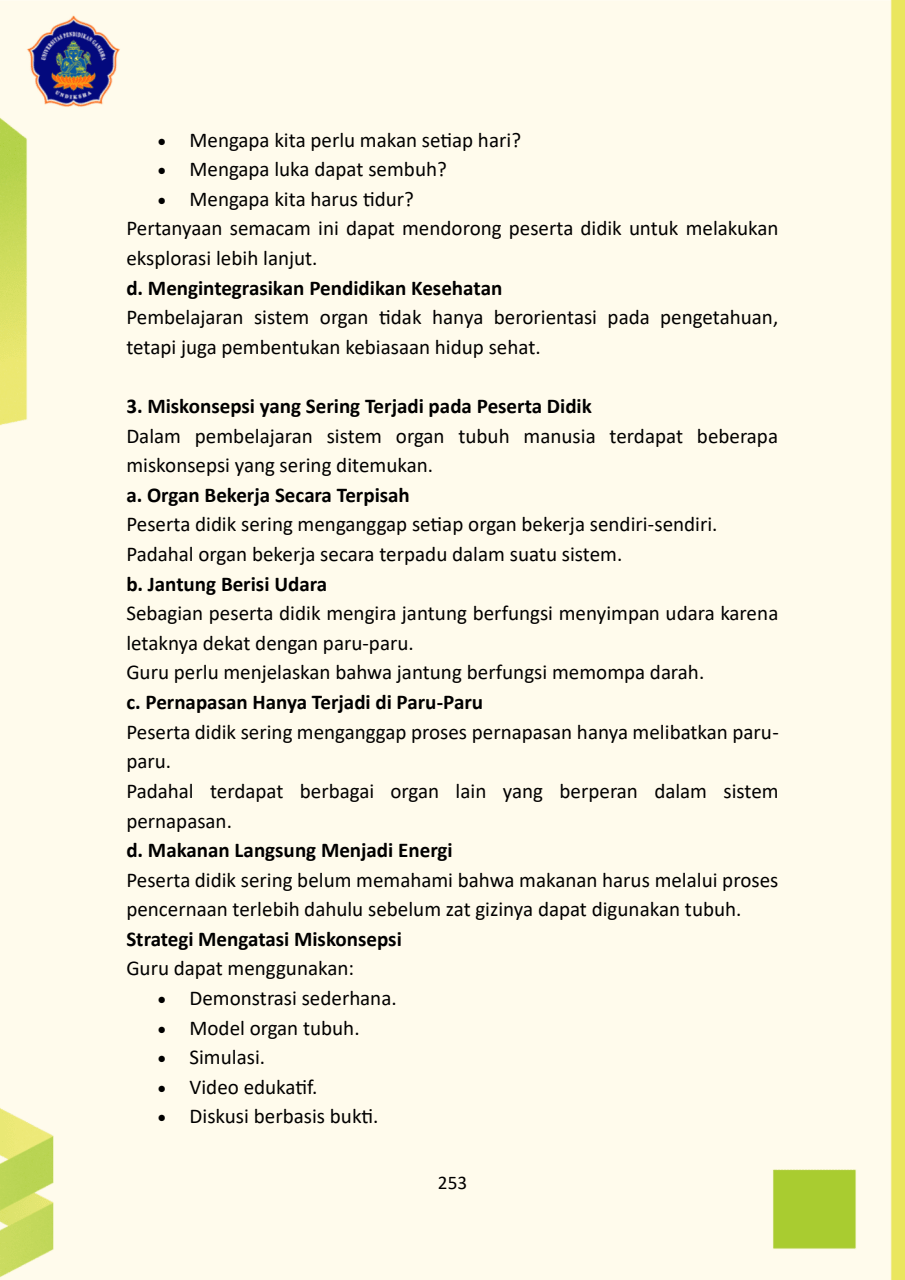 UNIVERSITAS PENDIDIKAN GANESHA
UNDIKSHA
• Mengapa kita perlu makan setiap hari?
• Mengapa luka dapat sembuh?
• Mengapa kita harus tidur?
Pertanyaan semacam ini dapat mendorong peserta didik untuk melakukan
eksplorasi lebih lanjut.
d. Mengintegrasikan Pendidikan Kesehatan
Pembelajaran sistem organ tidak hanya berorientasi pada pengetahuan,
tetapi juga pembentukan kebiasaan hidup sehat.
3. Miskonsepsi yang Sering Terjadi pada Peserta Didik
Dalam pembelajaran sistem organ tubuh manusia terdapat beberapa
miskonsepsi yang sering ditemukan.
a. Organ Bekerja Secara Terpisah
Peserta didik sering menganggap setiap organ bekerja sendiri-sendiri.
Padahal organ bekerja secara terpadu dalam suatu sistem.
b. Jantung Berisi Udara
Sebagian peserta didik mengira jantung berfungsi menyimpan udara karena
letaknya dekat dengan paru-paru.
Guru perlu menjelaskan bahwa jantung berfungsi memompa darah.
c. Pernapasan Hanya Terjadi di Paru-Paru
Peserta didik sering menganggap proses pernapasan hanya melibatkan paru-
paru.
Padahal terdapat berbagai organ lain yang berperan dalam sistem
pernapasan.
d. Makanan Langsung Menjadi Energi
Peserta didik sering belum memahami bahwa makanan harus melalui proses
pencernaan terlebih dahulu sebelum zat gizinya dapat digunakan tubuh.
Strategi Mengatasi Miskonsepsi
Guru dapat menggunakan:
• Demonstrasi sederhana.
• Model organ tubuh.
• Simulasi.
• Video edukatif.
• Diskusi berbasis bukti.
253